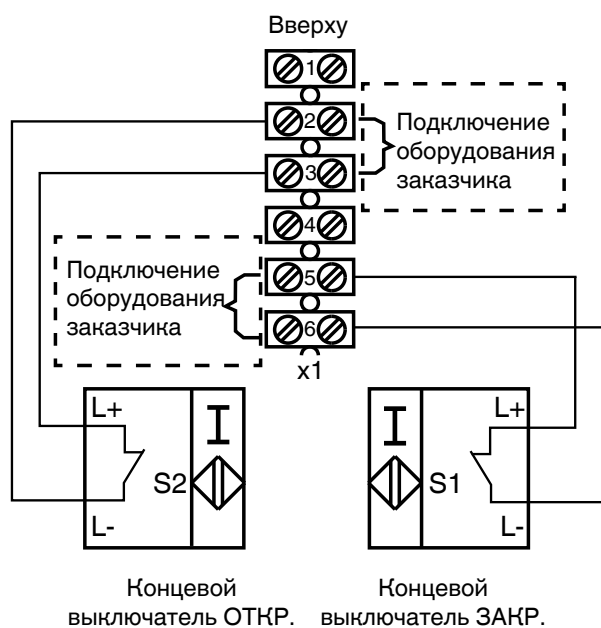 Вверху
1
2
Подключение
оборудования
заказчика
3
4
Подключение
оборудования
заказчика
5
6
x1
L+
S2
L-
L+
S1
L-
Концевой
выключатель ОТКР.
Концевой
выключатель ЗАКР.